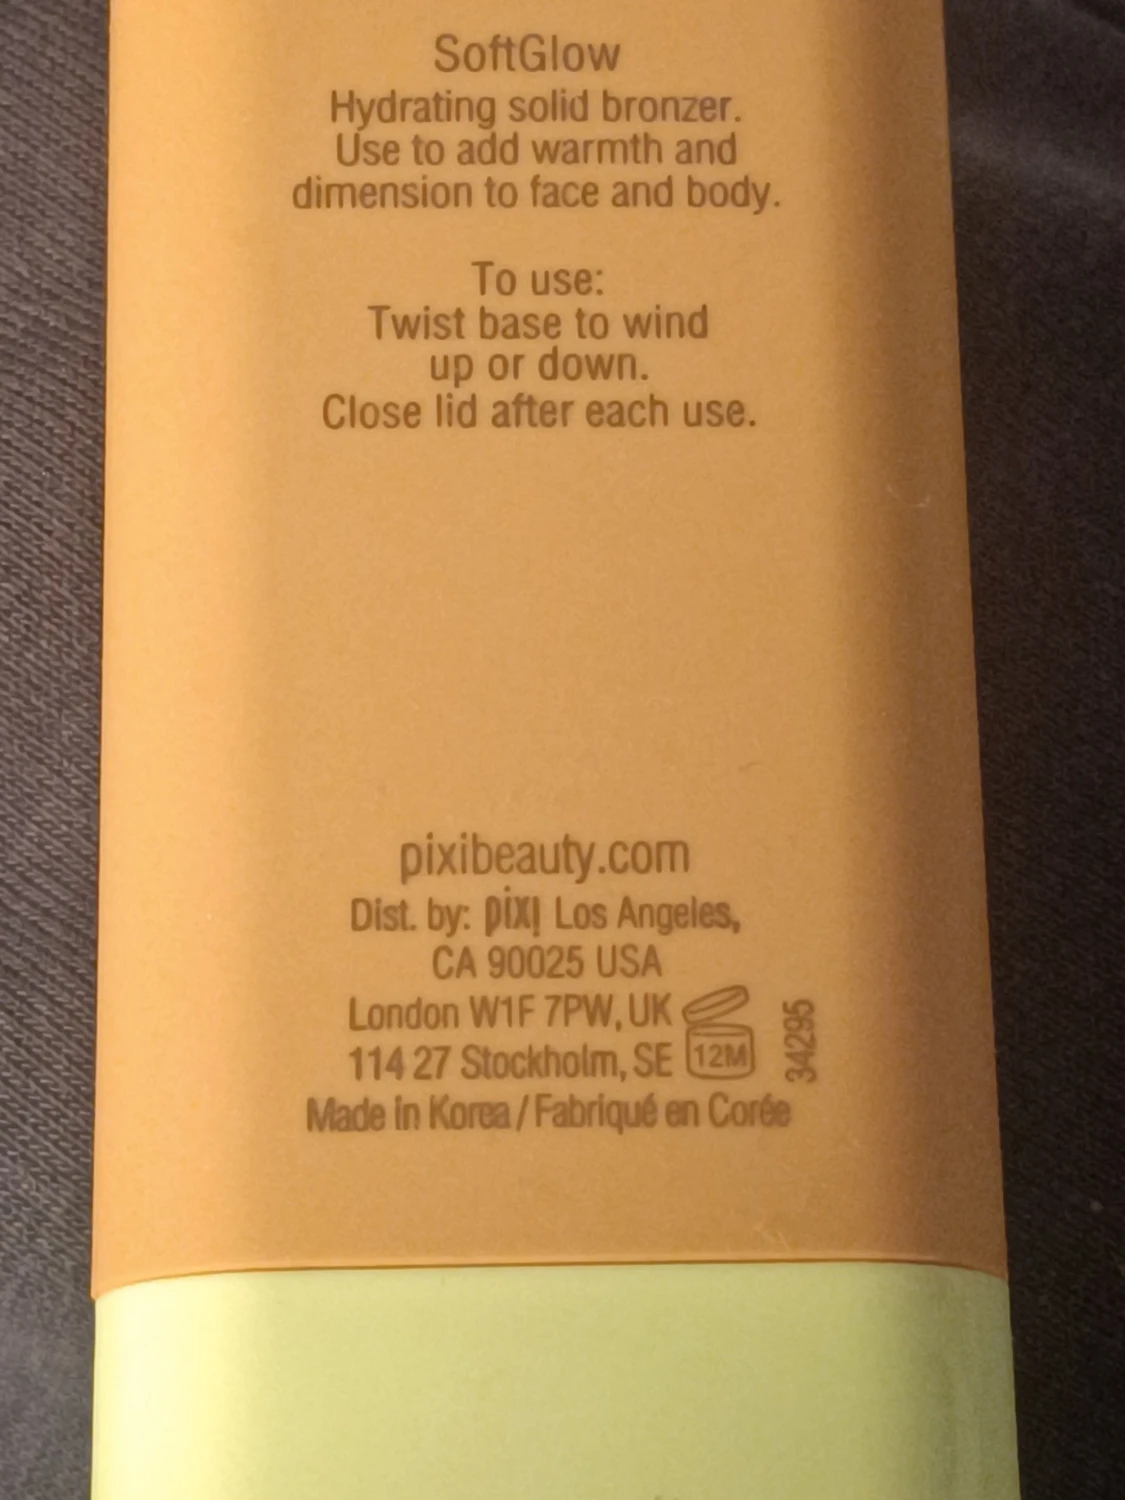 SoftGlow
Hydrating solid bronzer.
Use to add warmth and
dimension to face and body.
To use:
Twist base to wind
up or down.
Close lid after each use.
pixibeauty.com
Dist. by: pixi Los Angeles,
CA 90025 USA
London W1F 7PW, UK
114 27 Stockholm, SE
12M
34295
Made in Korea / Fabriqué en Corée